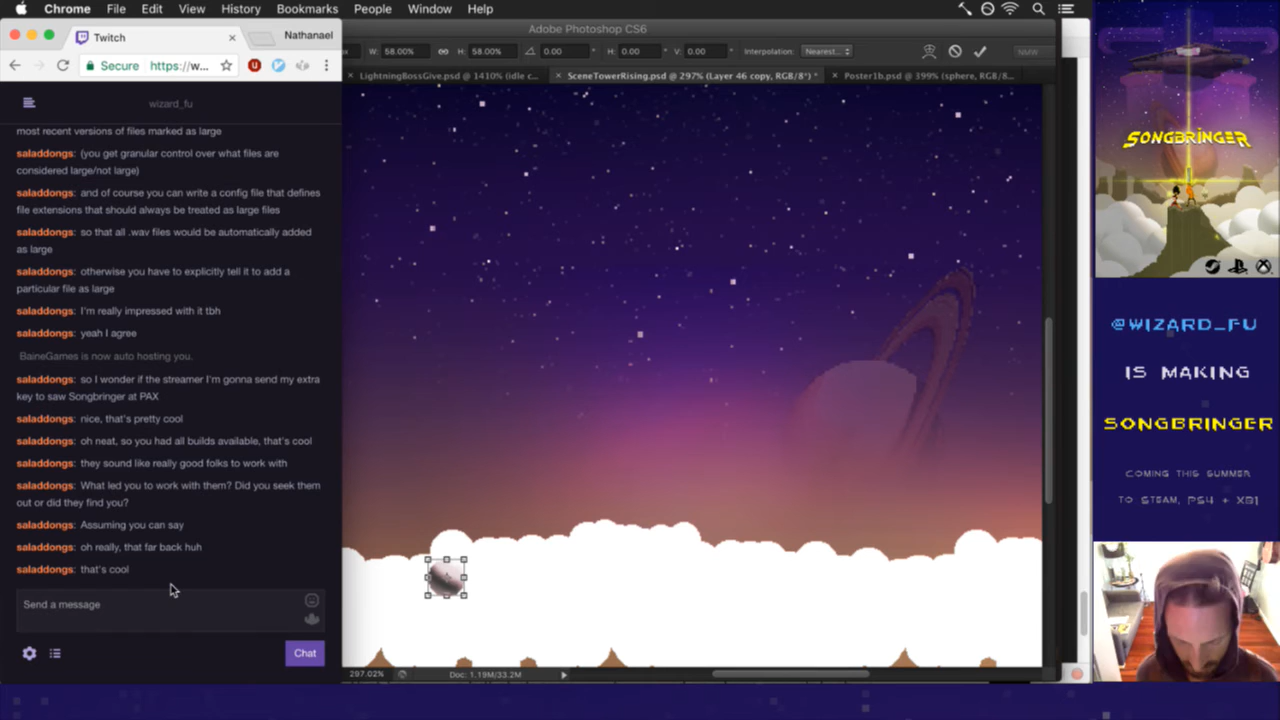 Chrome File Edit View History Bookmarks People Window Help
Twitch
Nathanael
Secure https://w...
wizard_fu
most recent versions of files marked as large
saladdongs: (you get granular control over what files are
considered large/not large)
saladdongs: and of course you can write a config file that defines
file extensions that should always be treated as large files
saladdongs: so that all .wav files would be automatically added
as large
saladdongs: otherwise you have to explicitly tell it to add a
particular file as large
saladdongs: I'm really impressed with it tbh
saladdongs: yeah I agree
BaineGames is now auto hosting you.
saladdongs: so I wonder if the streamer I'm gonna send my extra
key to saw Songbringer at PAX
saladdongs: nice, that's pretty cool
saladdongs: oh neat, so you had all builds available, that's cool
saladdongs: they sound like really good folks to work with
saladdongs: What led you to work with them? Did you seek them
out or did they find you?
saladdongs: Assuming you can say
saladdongs: oh really, that far back huh
saladdongs: that's cool
Send a message
Chat
Adobe Photoshop CS6
W: 58.00% H: 58.00% 0.00 ° H: 0.00 ° V: 0.00 ° Interpolation: Nearest...
LightningBossGive.psd @ 1410% (idle c... SceneTowerRising.psd @ 297% (Layer 46 copy, RGB/8*) * Poster1b.psd @ 399% (sphere, RGB/8...
297.02% Doc: 1.19M/33.2M
SONGBRINGER
@WIZARD_FU
IS MAKING
SONGBRINGER
COMING THIS SUMMER
TO STEAM, PS4 + XB1